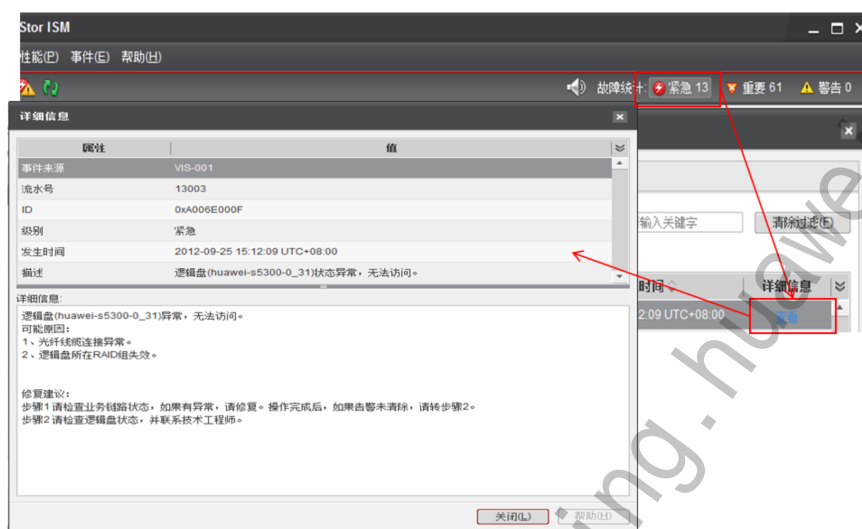 Stor ISM
性能(P) 事件(E) 帮助(H)
故障统计: 紧急 13 重要 61 警告 0
详细信息
属性 值
事件来源 VIS-001
流水号 13003
ID 0xA006E000F
级别 紧急
发生时间 2012-09-25 15:12:09 UTC+08:00
描述 逻辑盘(huawei-s5300-0_31)状态异常，无法访问。
详细信息:
逻辑盘(huawei-s5300-0_31)异常，无法访问。
可能原因:
1、光纤线缆连接异常。
2、逻辑盘所在RAID组失效。
修复建议:
步骤1 请检查业务链路状态，如果有异常，请修复。操作完成后，如果告警未清除，请转步骤2。
步骤2 请检查逻辑盘状态，并联系技术工程师。
关闭(L) 帮助(H)
输入关键字 清除过滤(F)
时间 详细信息
2:09 UTC+08:00 查看
ing.huawe